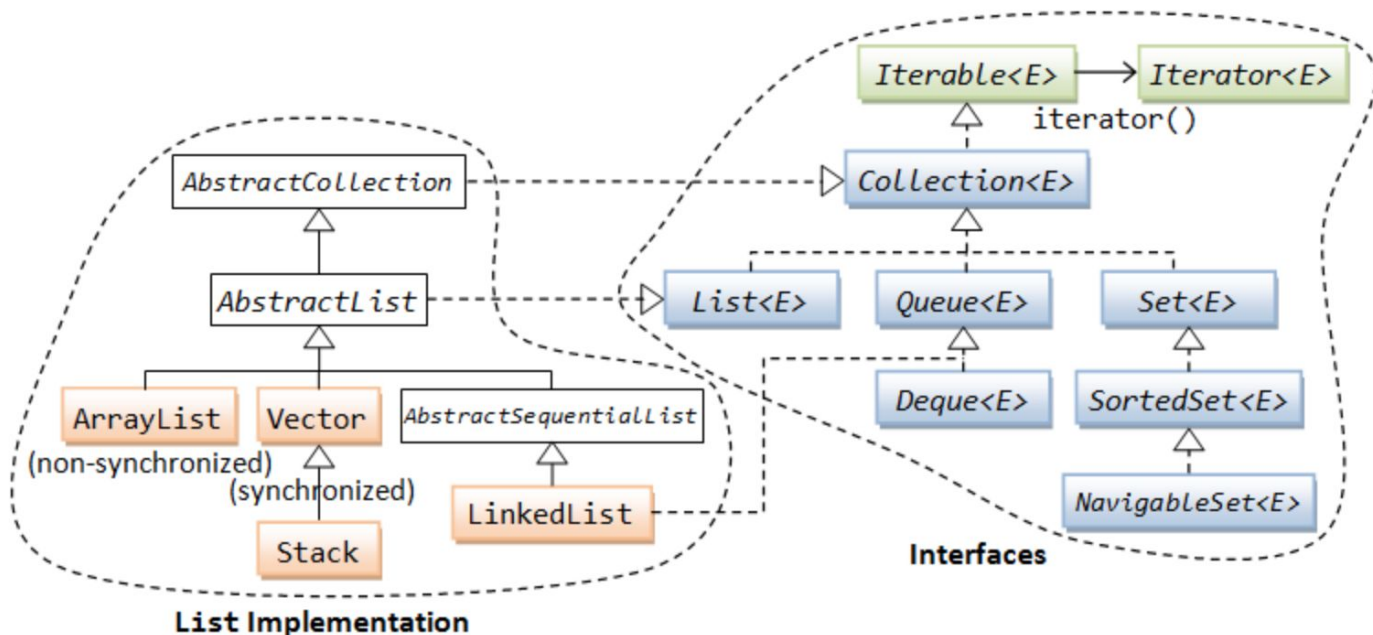 Iterable<E>
Iterator<E>
iterator()
AbstractCollection
Collection<E>
AbstractList
List<E>
Queue<E>
Set<E>
ArrayList
Vector
AbstractSequentialList
Deque<E>
SortedSet<E>
(non-synchronized)
(synchronized)
LinkedList
NavigableSet<E>
Stack
Interfaces
List Implementation